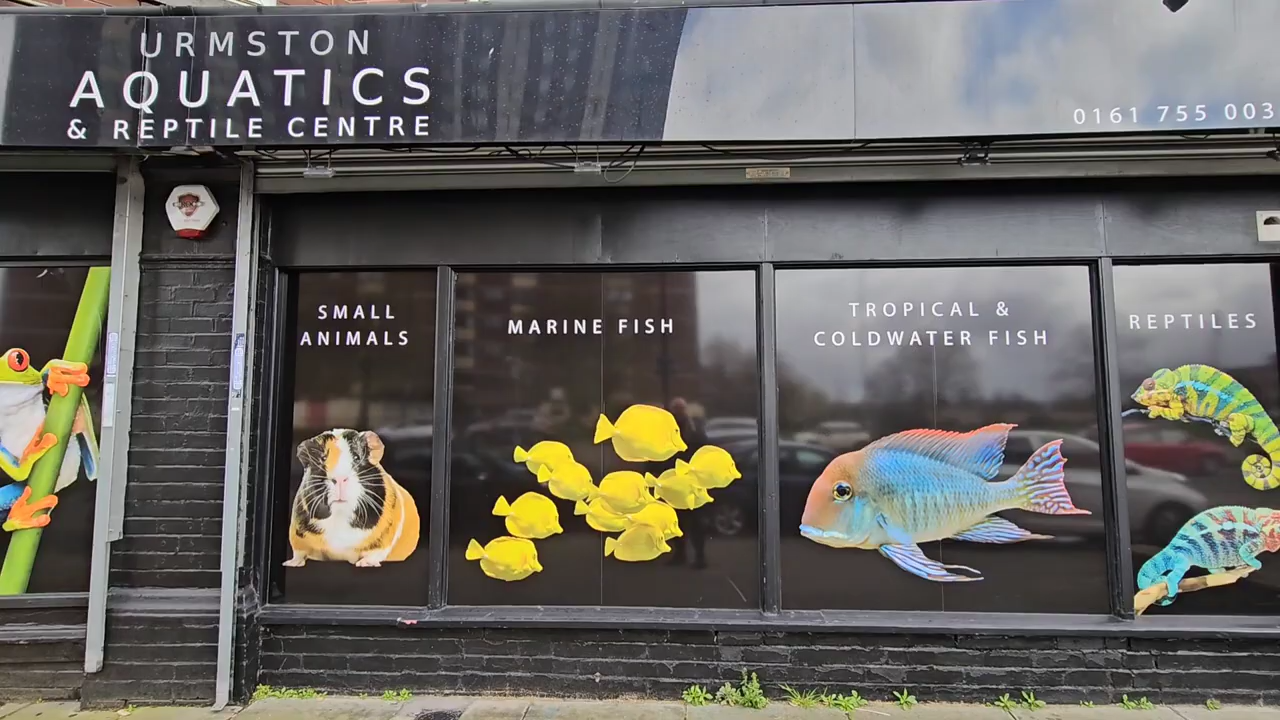 URMSTON
AQUATICS
& REPTILE CENTRE
0161 755 003
SMALL
ANIMALS
MARINE FISH
TROPICAL &
COLDWATER FISH
REPTILES